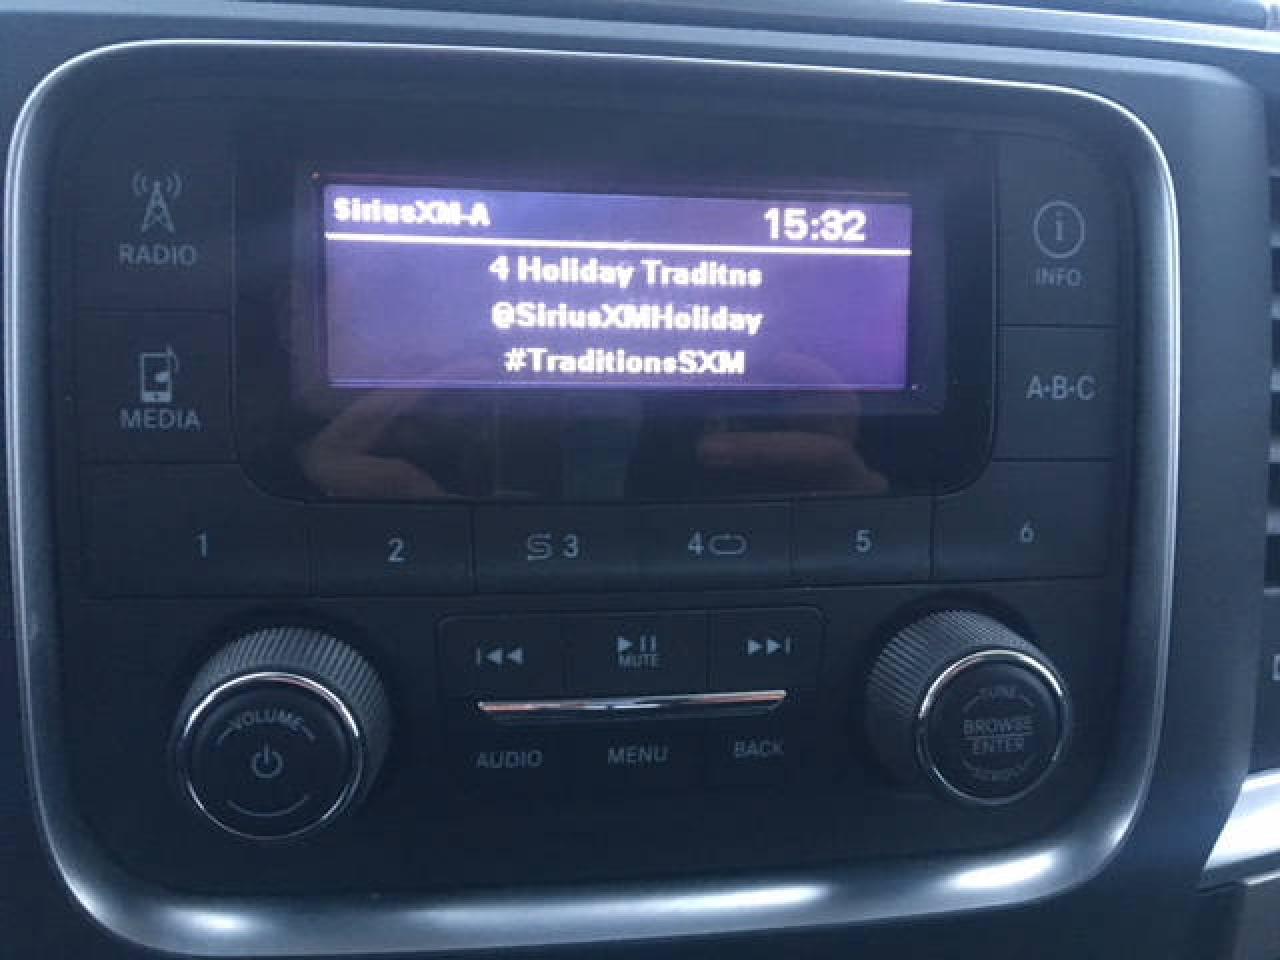 SiriusXM-A 15:32
4 Holiday Traditns
@SiriusXMHoliday
#TraditionsSXM
RADIO
INFO
MEDIA
A·B·C
1 2 3 4 5 6
MUTE
VOLUME
AUDIO MENU BACK
TUNE
BROWSE
ENTER
SCROLL